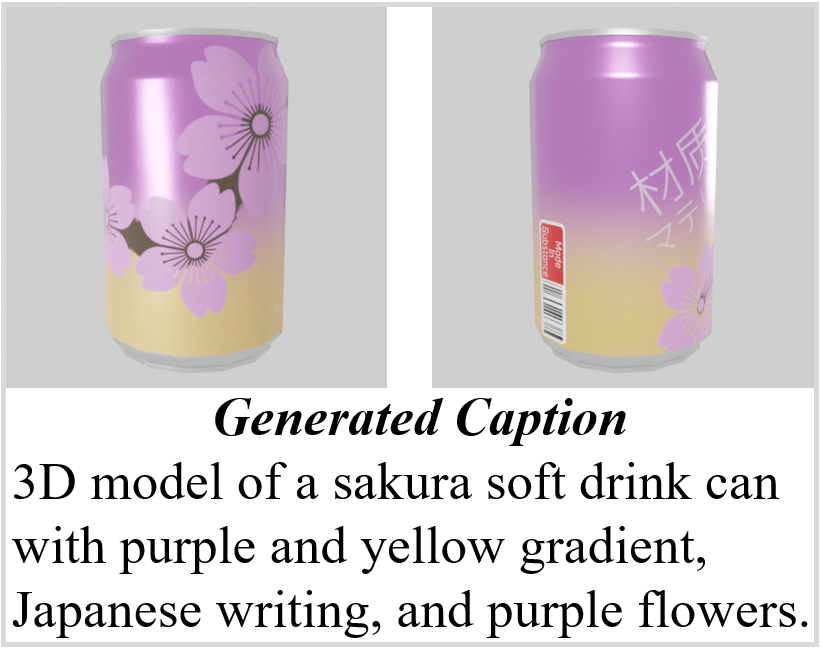 材质
マテ
Made
In
Substance
Generated Caption
3D model of a sakura soft drink can
with purple and yellow gradient,
Japanese writing, and purple flowers.